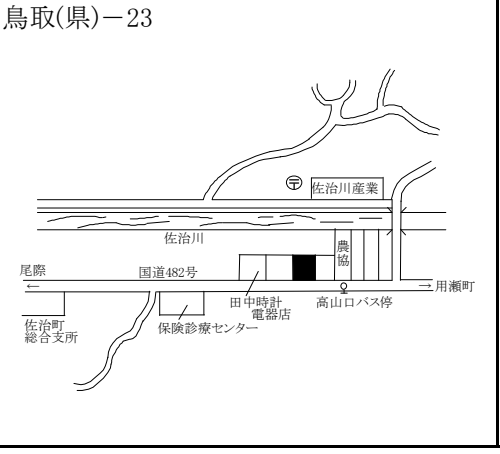 鳥取(県)－23
〒
佐治川産業
佐治川
農協
尾際
←
国道482号
→ 用瀬町
田中時計
電器店
高山口バス停
佐治町
総合支所
保険診療センター